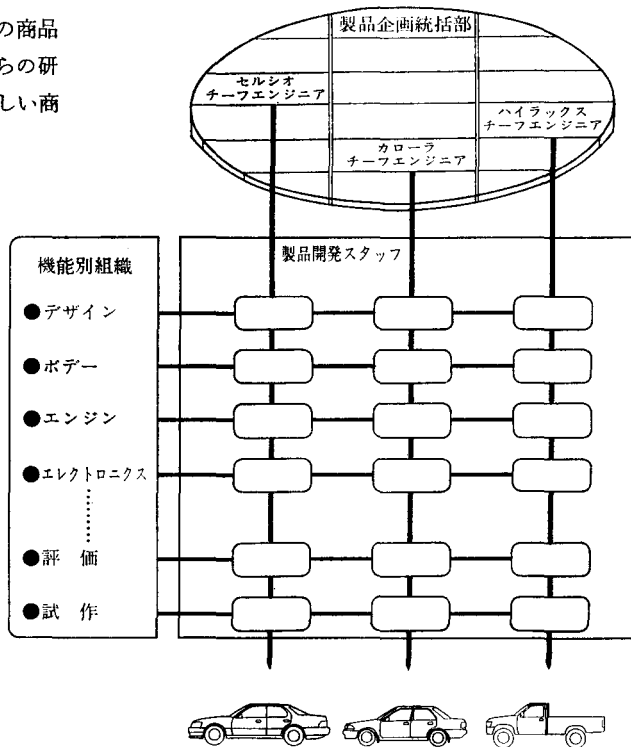 の商品
らの研
しい商
製品企画統括部
セルシオ
チーフエンジニア
ハイラックス
チーフエンジニア
カローラ
チーフエンジニア
機能別組織
製品開発スタッフ
●デザイン
●ボデー
●エンジン
●エレクトロニクス
●評価
●試作